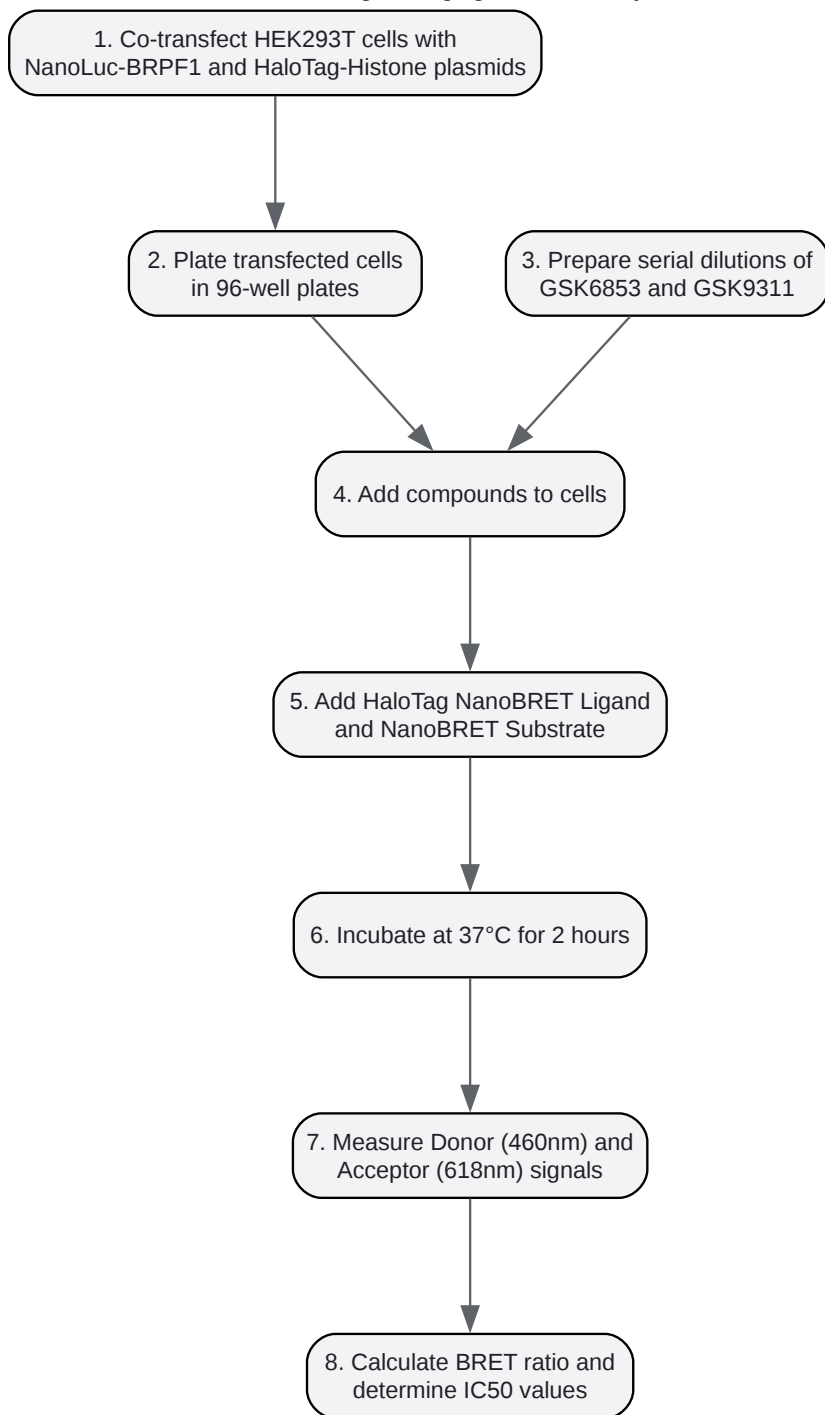 1. Co-transfect HEK293T cells with
NanoLuc-BRPF1 and HaloTag-Histone plasmids
2. Plate transfected cells
in 96-well plates
3. Prepare serial dilutions of
GSK6853 and GSK9311
4. Add compounds to cells
5. Add HaloTag NanoBRET Ligand
and NanoBRET Substrate
6. Incubate at 37°C for 2 hours
7. Measure Donor (460nm) and
Acceptor (618nm) signals
8. Calculate BRET ratio and
determine IC50 values